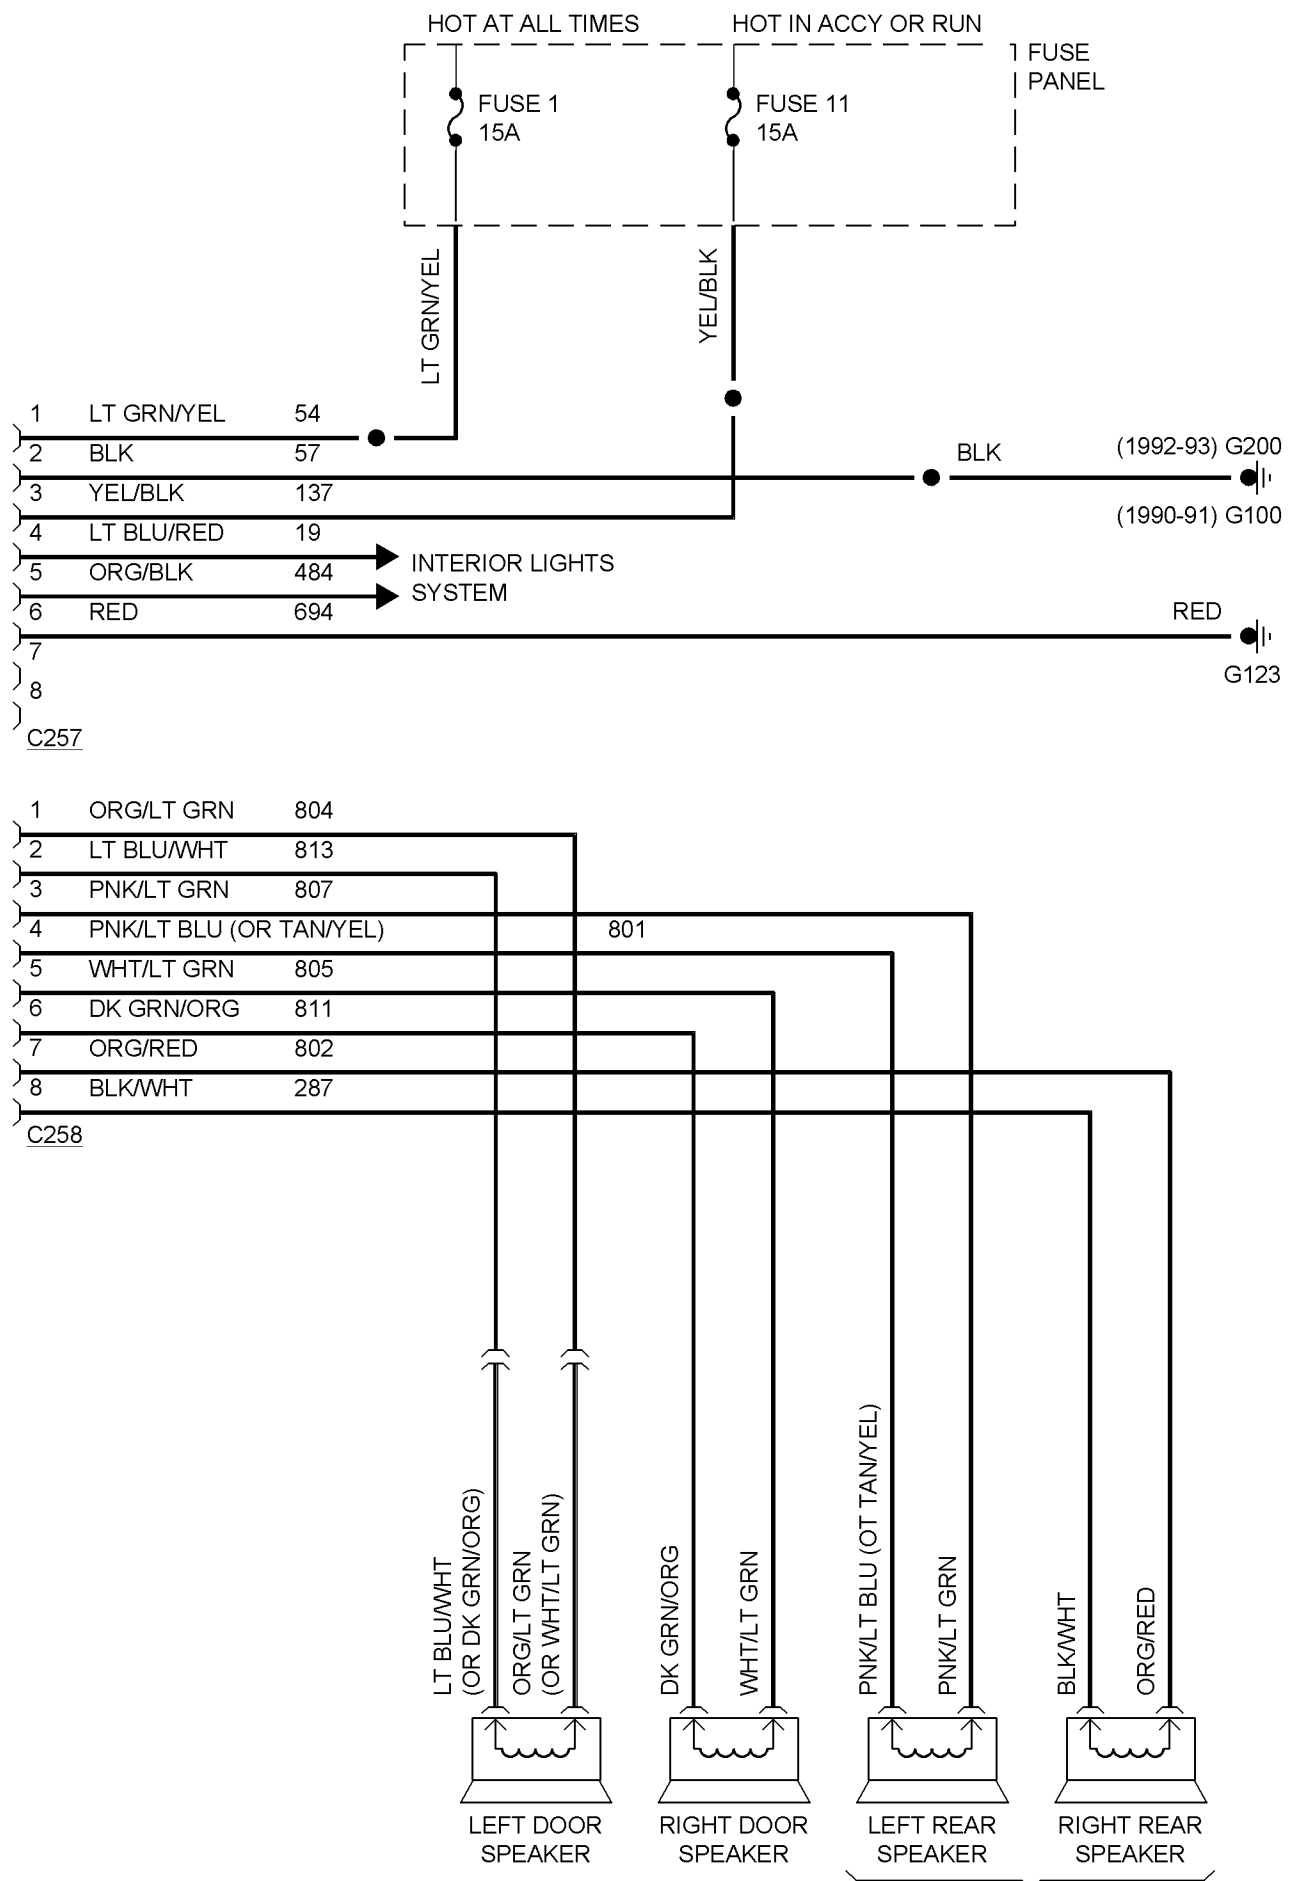 HOT AT ALL TIMES
HOT IN ACCY OR RUN
FUSE
PANEL
FUSE 1
15A
FUSE 11
15A
LT GRN/YEL
YEL/BLK
1 LT GRN/YEL 54
2 BLK 57
BLK
(1992-93) G200
3 YEL/BLK 137
(1990-91) G100
4 LT BLU/RED 19
5 ORG/BLK 484
INTERIOR LIGHTS
SYSTEM
6 RED 694
RED
7
G123
8
C257
1 ORG/LT GRN 804
2 LT BLU/WHT 813
3 PNK/LT GRN 807
4 PNK/LT BLU (OR TAN/YEL) 801
5 WHT/LT GRN 805
6 DK GRN/ORG 811
7 ORG/RED 802
8 BLK/WHT 287
C258
LT BLU/WHT
(OR DK GRN/ORG)
ORG/LT GRN
(OR WHT/LT GRN)
DK GRN/ORG
WHT/LT GRN
PNK/LT BLU (OT TAN/YEL)
PNK/LT GRN
BLK/WHT
ORG/RED
LEFT DOOR
SPEAKER
RIGHT DOOR
SPEAKER
LEFT REAR
SPEAKER
RIGHT REAR
SPEAKER